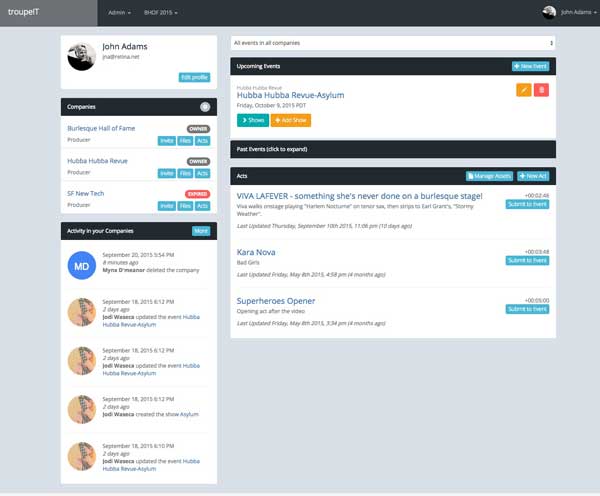 troupeIT
Admin
BHOF 2015
John Adams
John Adams
jna@retina.net
Edit profile
Companies
Burlesque Hall of Fame
OWNER
Producer
Invite
Files
Acts
Hubba Hubba Revue
OWNER
Producer
Invite
Files
Acts
SF New Tech
EXPIRED
Producer
Invite
Files
Acts
Activity in your Companies
More
MD
September 20, 2015 5:54 PM
8 minutes ago
Myna D'meanor deleted the company
September 18, 2015 6:12 PM
2 days ago
Jodi Waseca updated the event Hubba
Hubba Revue-Asylum
September 18, 2015 6:12 PM
2 days ago
Jodi Waseca updated the event Hubba
Hubba Revue-Asylum
September 18, 2015 6:12 PM
2 days ago
Jodi Waseca created the show Asylum
September 18, 2015 6:10 PM
2 days ago
Jodi Waseca updated the event Hubba
Hubba Revue-Asylum
All events in all companies
Upcoming Events
New Event
Hubba Hubba Revue
Hubba Hubba Revue-Asylum
Friday, October 9, 2015 PDT
Shows
Add Show
Past Events (click to expand)
Acts
Manage Assets
New Act
VIVA LAFEVER - something she's never done on a burlesque stage!
+00:02:46
Submit to Event
Viva walks onstage playing "Harlem Nocturne" on tenor sax, then strips to Earl Grant's, "Stormy
Weather".
Last Updated Thursday, September 10th 2015, 11:06 pm (10 days ago)
Kara Nova
+00:03:48
Submit to Event
Bad Girls
Last Updated Friday, May 8th 2015, 4:58 pm (4 months ago)
Superheroes Opener
+00:05:00
Submit to Event
Opening act after the video
Last Updated Friday, May 8th 2015, 3:34 pm (4 months ago)